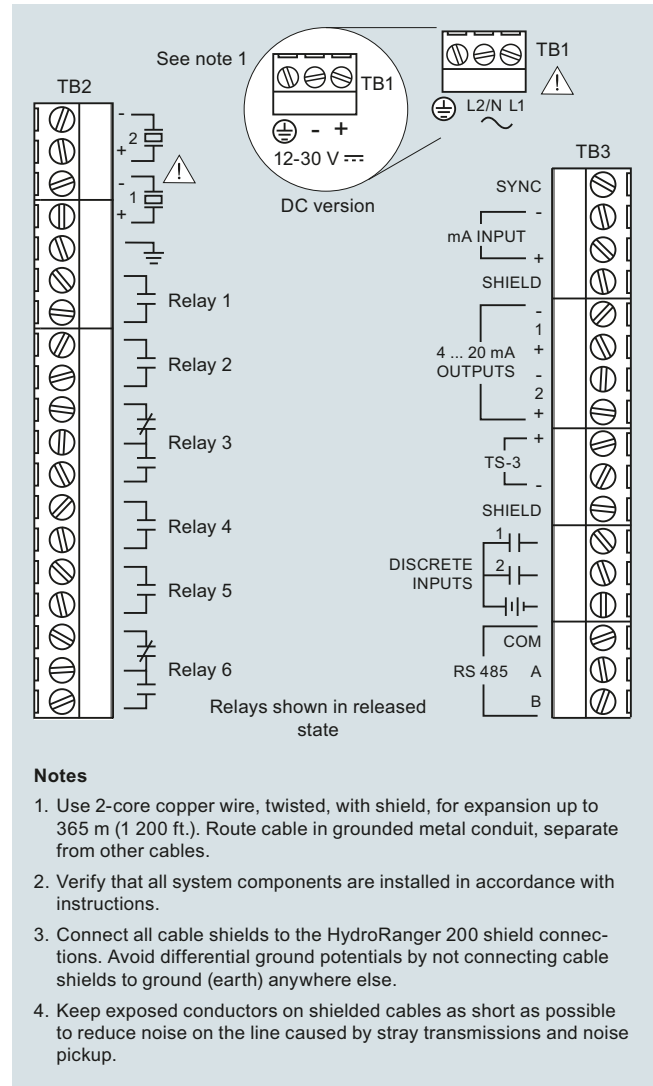 See note 1
TB1
TB1
L2/N L1
- +
12-30 V
DC version
TB2
-
2
+
-
1
+
Relay 1
Relay 2
Relay 3
Relay 4
Relay 5
Relay 6
TB3
SYNC
-
mA INPUT
+
SHIELD
-
1
4 ... 20 mA
+
OUTPUTS
-
2
+
+
TS-3
-
SHIELD
1
DISCRETE
2
INPUTS
COM
RS 485 A
B
Relays shown in released
state
Notes
1. Use 2-core copper wire, twisted, with shield, for expansion up to
365 m (1 200 ft.). Route cable in grounded metal conduit, separate
from other cables.
2. Verify that all system components are installed in accordance with
instructions.
3. Connect all cable shields to the HydroRanger 200 shield connec-
tions. Avoid differential ground potentials by not connecting cable
shields to ground (earth) anywhere else.
4. Keep exposed conductors on shielded cables as short as possible
to reduce noise on the line caused by stray transmissions and noise
pickup.